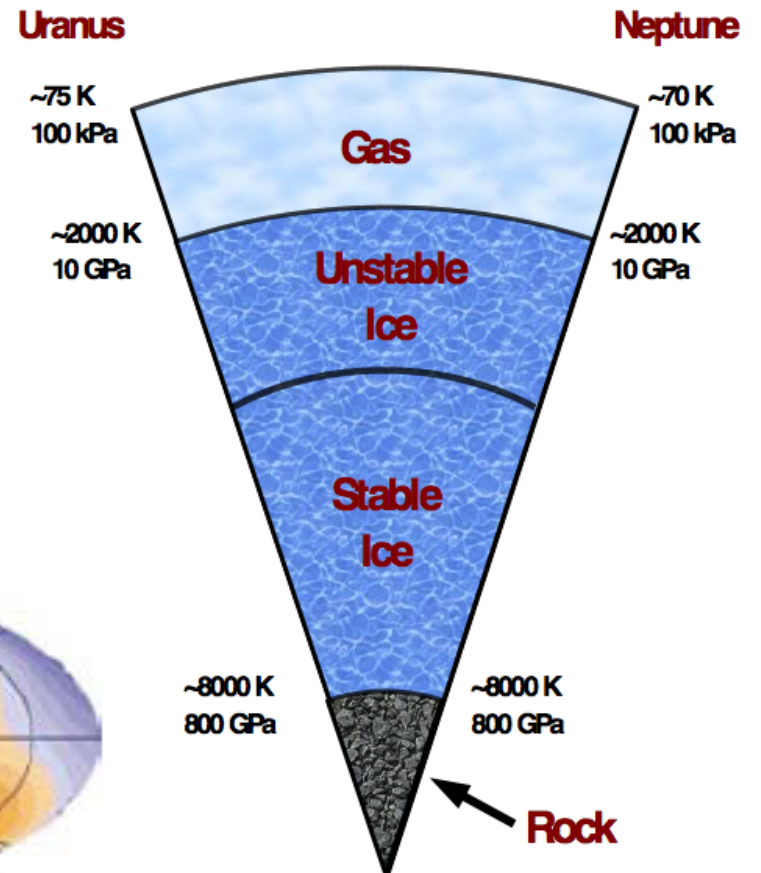 Uranus
Neptune
~75 K
100 kPa
~70 K
100 kPa
Gas
~2000 K
10 GPa
~2000 K
10 GPa
Unstable
Ice
Stable
Ice
~8000 K
800 GPa
~8000 K
800 GPa
Rock